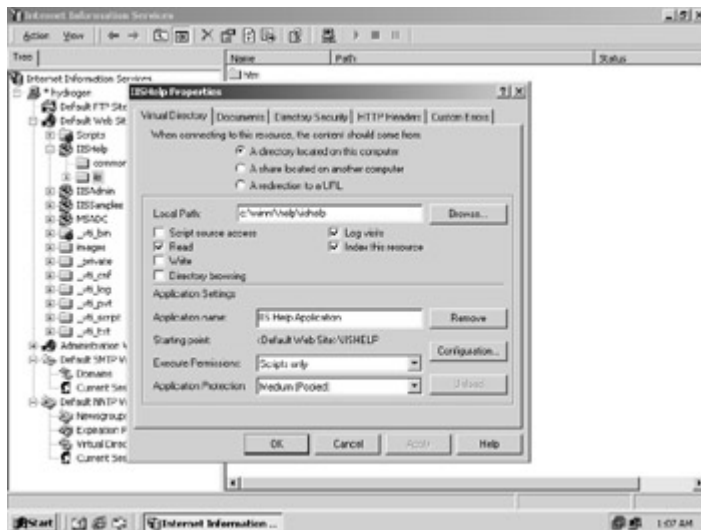 Internet Information Services
Action View
Tree
Name Path Status
Internet Information Services
htm
* hydrogen
Default FTP Site
Default Web Sit
Scripts
IISHelp
common
iis
IISAdmin
IISSamples
MSADC
_vti_bin
images
_private
_vti_cnf
_vti_log
_vti_pvt
_vti_script
_vti_txt
Administration V
Default SMTP Vi
Domains
Current Ses
Default NNTP Vi
Newsgroups
Expiration P
Virtual Direc
Current Ses
IISHelp Properties
Virtual Directory Documents Directory Security HTTP Headers Custom Errors
When connecting to this resource, the content should come from:
A directory located on this computer
A share located on another computer
A redirection to a URL
Local Path: c:\winnt\help\iishelp Browse...
Script source access Log visits
Read Index this resource
Write
Directory browsing
Application Settings
Application name: IIS Help Application Remove
Starting point: <Default Web Site>\IISHELP
Configuration...
Execute Permissions: Scripts only
Application Protection: Medium (Pooled) Unload
OK Cancel Apply Help
Start Internet Information ... 1:07 AM